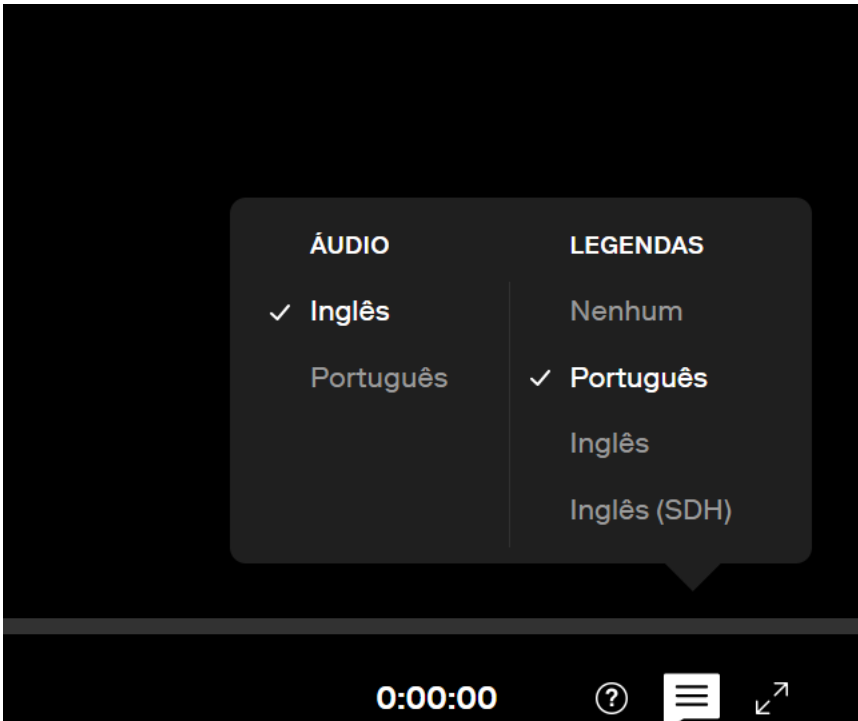 ÁUDIO
Inglês
Português
LEGENDAS
Nenhum
Português
Inglês
Inglês (SDH)
0:00:00
?